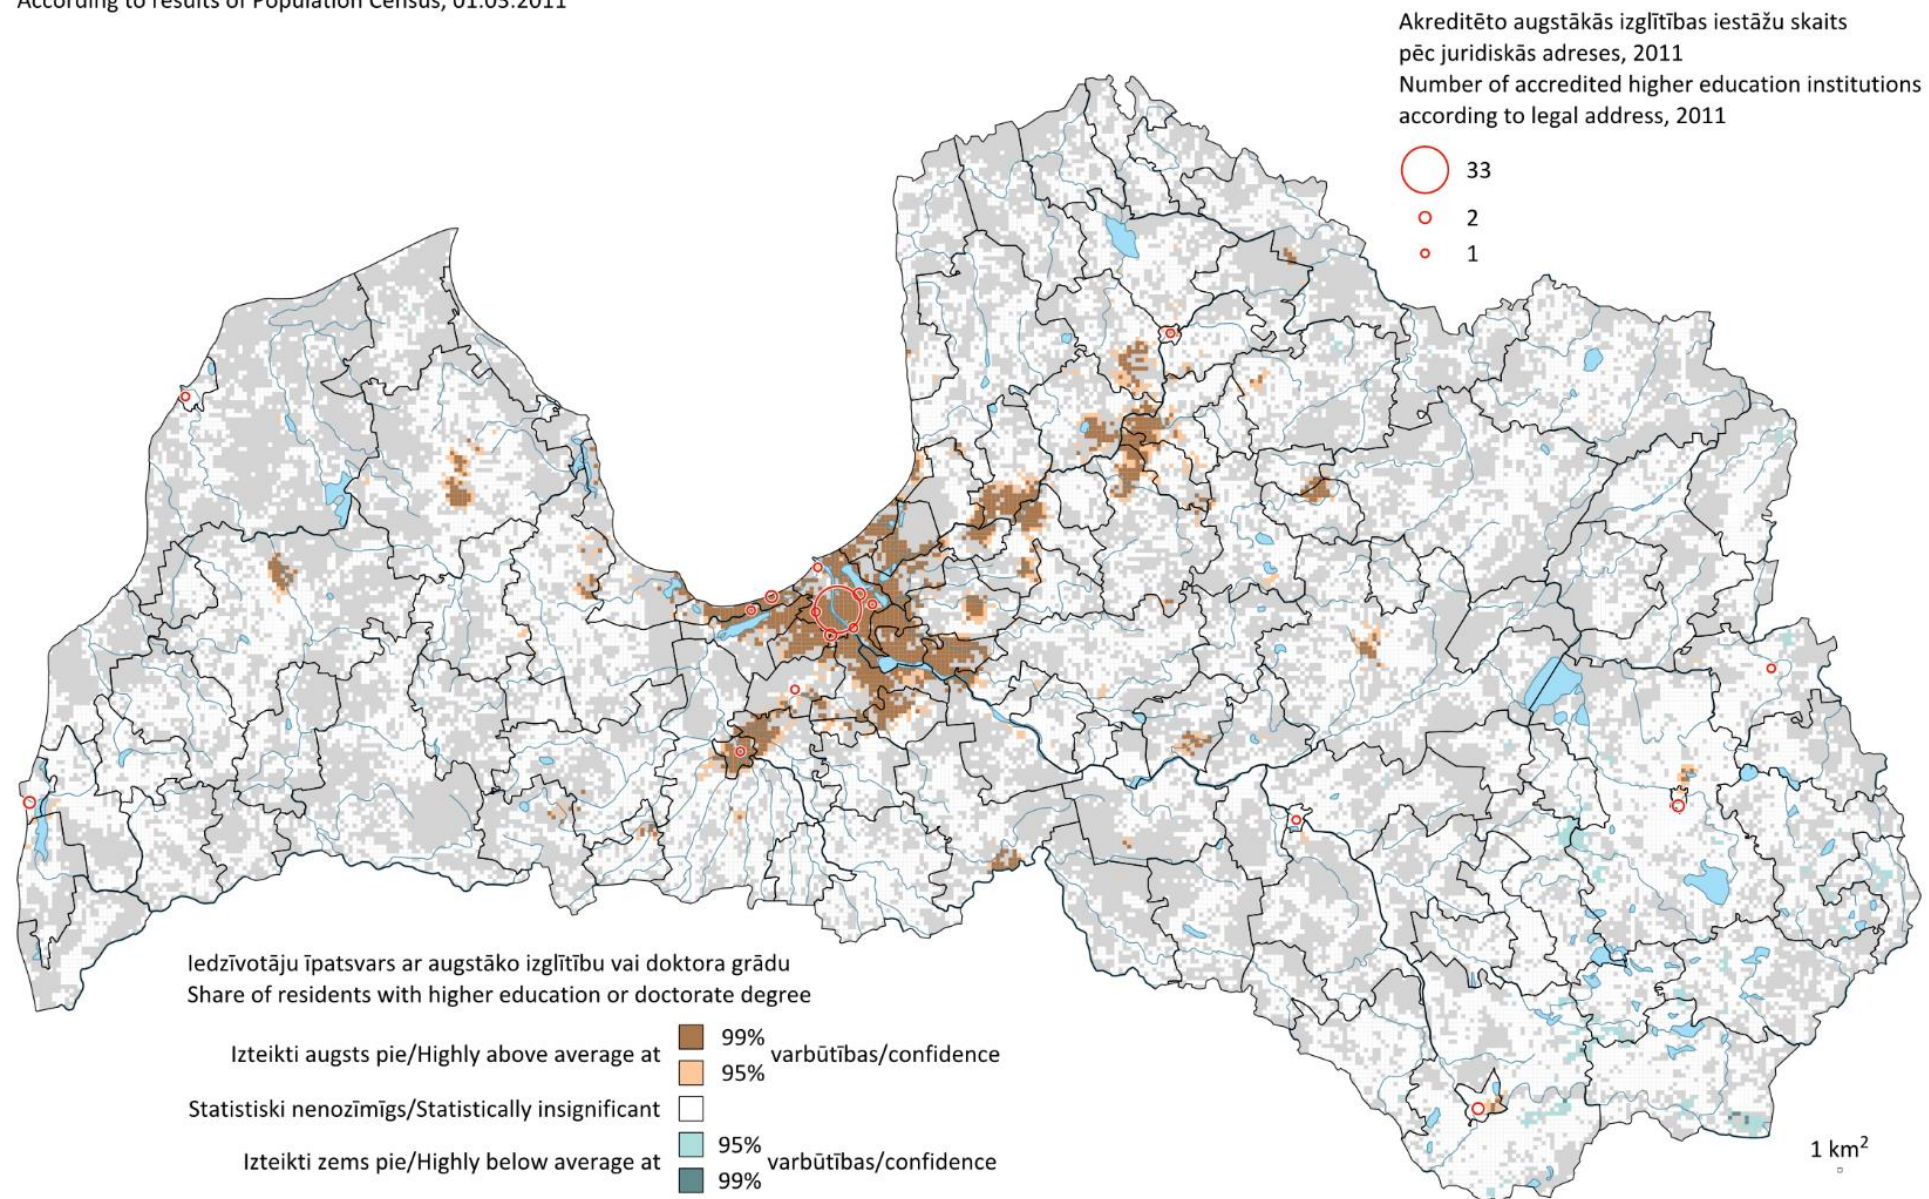 According to results of Population Census, 01.03.2011
Akreditēto augstākās izglītības iestāžu skaits
pēc juridiskās adreses, 2011
Number of accredited higher education institutions
according to legal address, 2011
33
2
1
Iedzīvotāju īpatsvars ar augstāko izglītību vai doktora grādu
Share of residents with higher education or doctorate degree
Izteikti augsts pie/Highly above average at 99% varbūtības/confidence
95%
Statistiski nenozīmīgs/Statistically insignificant
Izteikti zems pie/Highly below average at 95% varbūtības/confidence
99%
1 km²